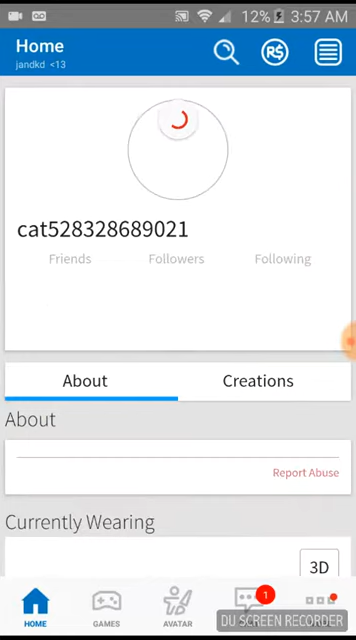 12% 3:57 AM
Home
jandkd <13
R$
cat528328689021
Friends Followers Following
About Creations
About
Report Abuse
Currently Wearing
3D
1
HOME GAMES AVATAR
DU SCREEN RECORDER